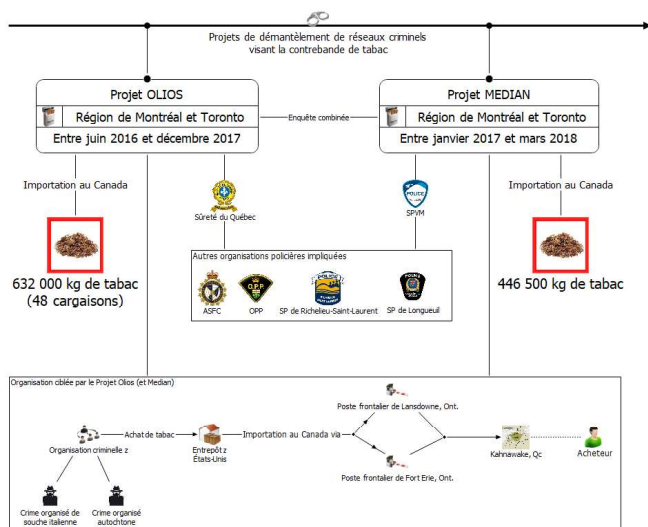 Projets de démantèlement de réseaux criminels
visant la contrebande de tabac
Projet OLIOS
Région de Montréal et Toronto
Entre juin 2016 et décembre 2017
Enquête combinée
Projet MEDIAN
Région de Montréal et Toronto
Entre janvier 2017 et mars 2018
Importation au Canada
632 000 kg de tabac
(48 cargaisons)
Sûreté du Québec
POLICE
SPVM
Importation au Canada
446 500 kg de tabac
Autres organisations policières impliquées
ASFC
O.P.P.
OPP
POLICE
SP de Richelieu-Saint-Laurent
POLICE
SP de Longueuil
Organisation ciblée par le Projet Olios (et Median)
Organisation criminelle z
Achat de tabac
Entrepôt z
États-Unis
Importation au Canada via
Poste frontalier de Lansdowne, Ont.
Poste frontalier de Fort Erie, Ont.
Kahnawake, Qc
Acheteur
Crime organisé de
souche italienne
Crime organisé
autochtone